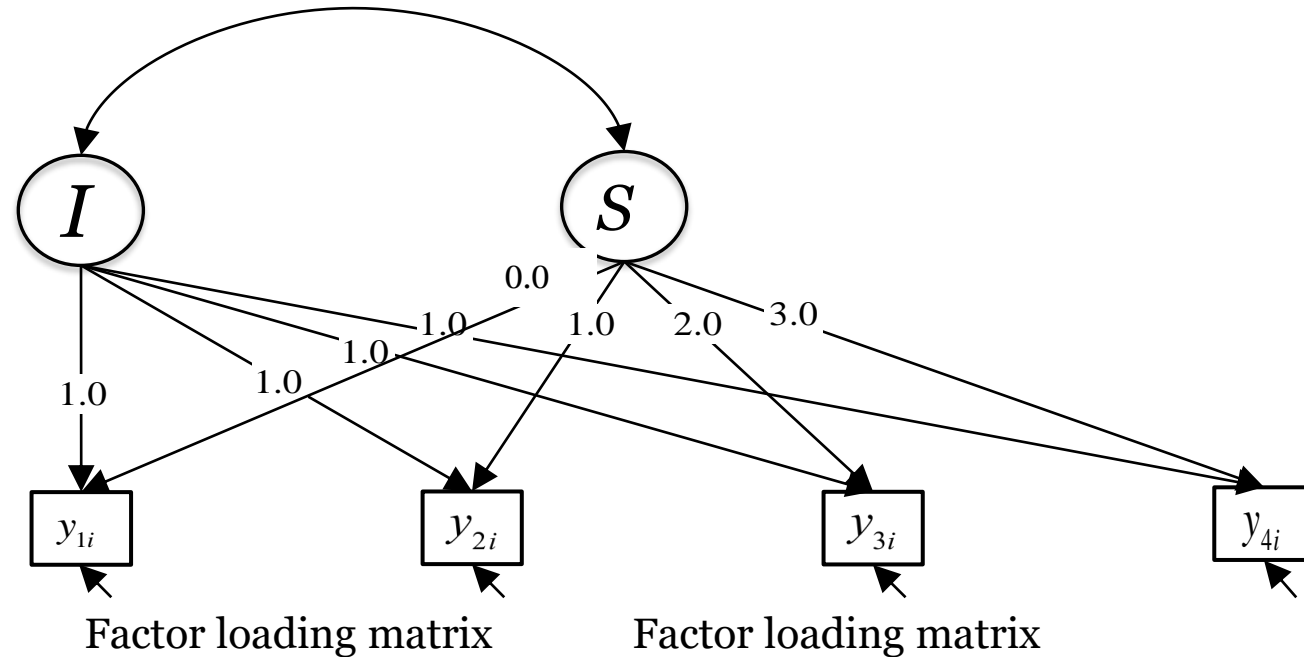 I S
0.0
1.0 1.0 2.0 3.0
1.0
1.0 1.0
y1i y2i y3i y4i
Factor loading matrix Factor loading matrix